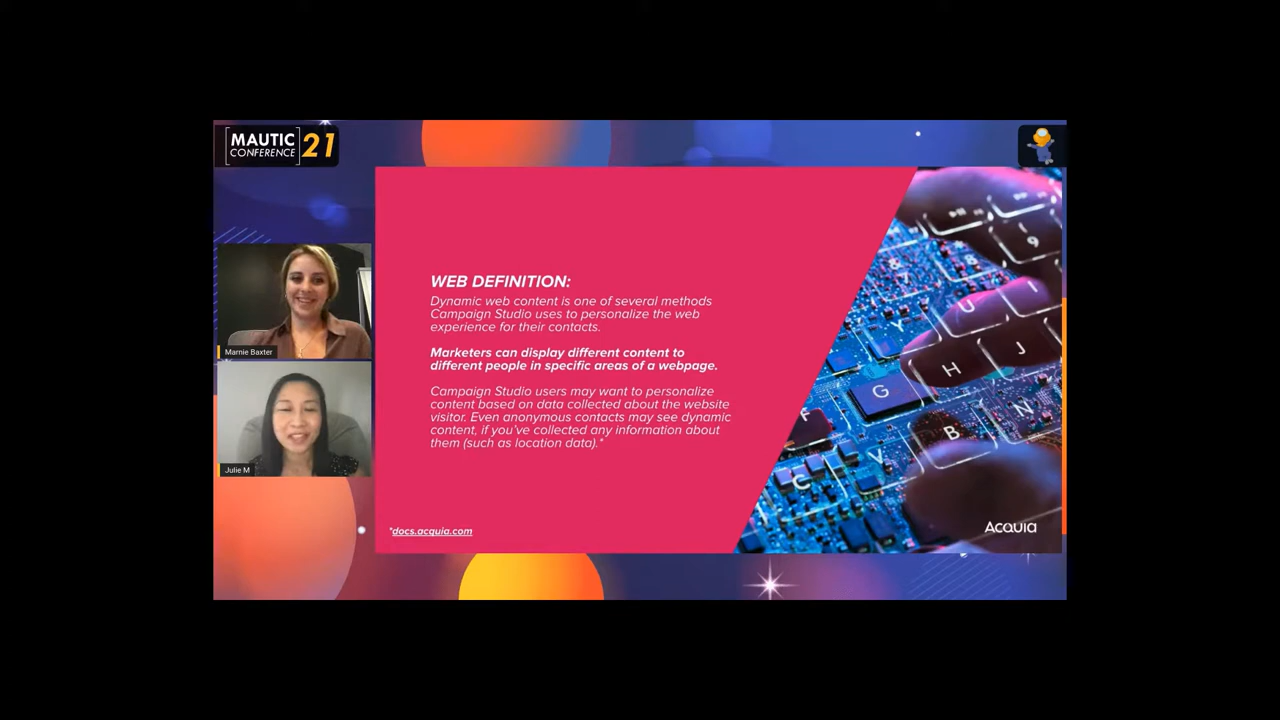 [MAUTIC
CONFERENCE] 21
Marnie Baxter
Julie M
WEB DEFINITION:
Dynamic web content is one of several methods
Campaign Studio uses to personalize the web
experience for their contacts.
Marketers can display different content to
different people in specific areas of a webpage.
Campaign Studio users may want to personalize
content based on data collected about the website
visitor. Even anonymous contacts may see dynamic
content, if you've collected any information about
them (such as location data).*
*docs.acquia.com
9
8
7
8
U
I
Y
H
J
G
F
B
N
V
C
Acquia